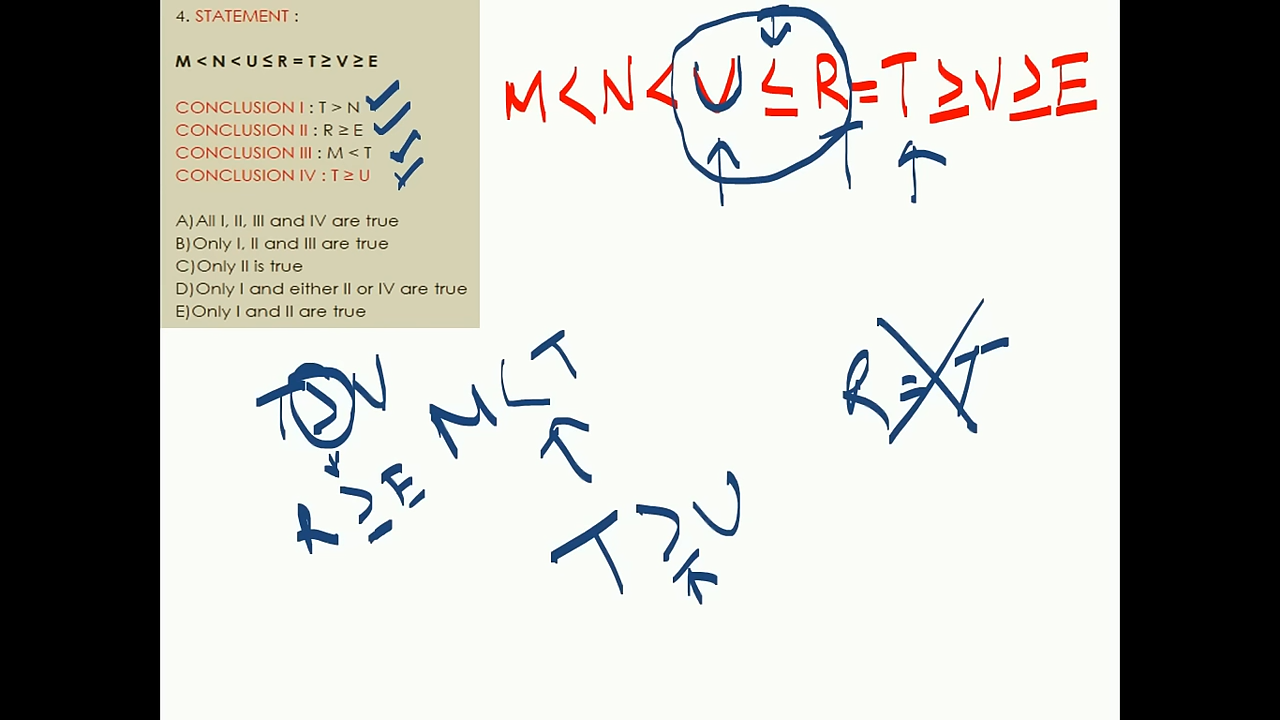 4. STATEMENT :
M < N < U ≤ R = T ≥ V ≥ E
CONCLUSION I : T > N
CONCLUSION II : R ≥ E
CONCLUSION III : M < T
CONCLUSION IV : T ≥ U
A)All I, II, III and IV are true
B)Only I, II and III are true
C)Only II is true
D)Only I and either II or IV are true
E)Only I and II are true
M < N < U ≤ R = T ≥ V ≥ E
T > V
M < T
R = T
R ≥ E
T ≥ U